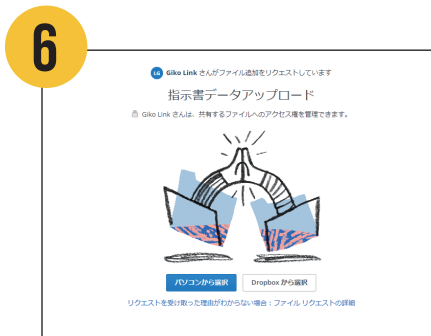 6
LG Giko Link さんがファイル追加をリクエストしています
指示書データアップロード
Giko Link さんは、共有するファイルへのアクセス権を管理できます。
パソコンから選択 Dropbox から選択
リクエストを受け取った理由がわからない場合：ファイル リクエストの詳細